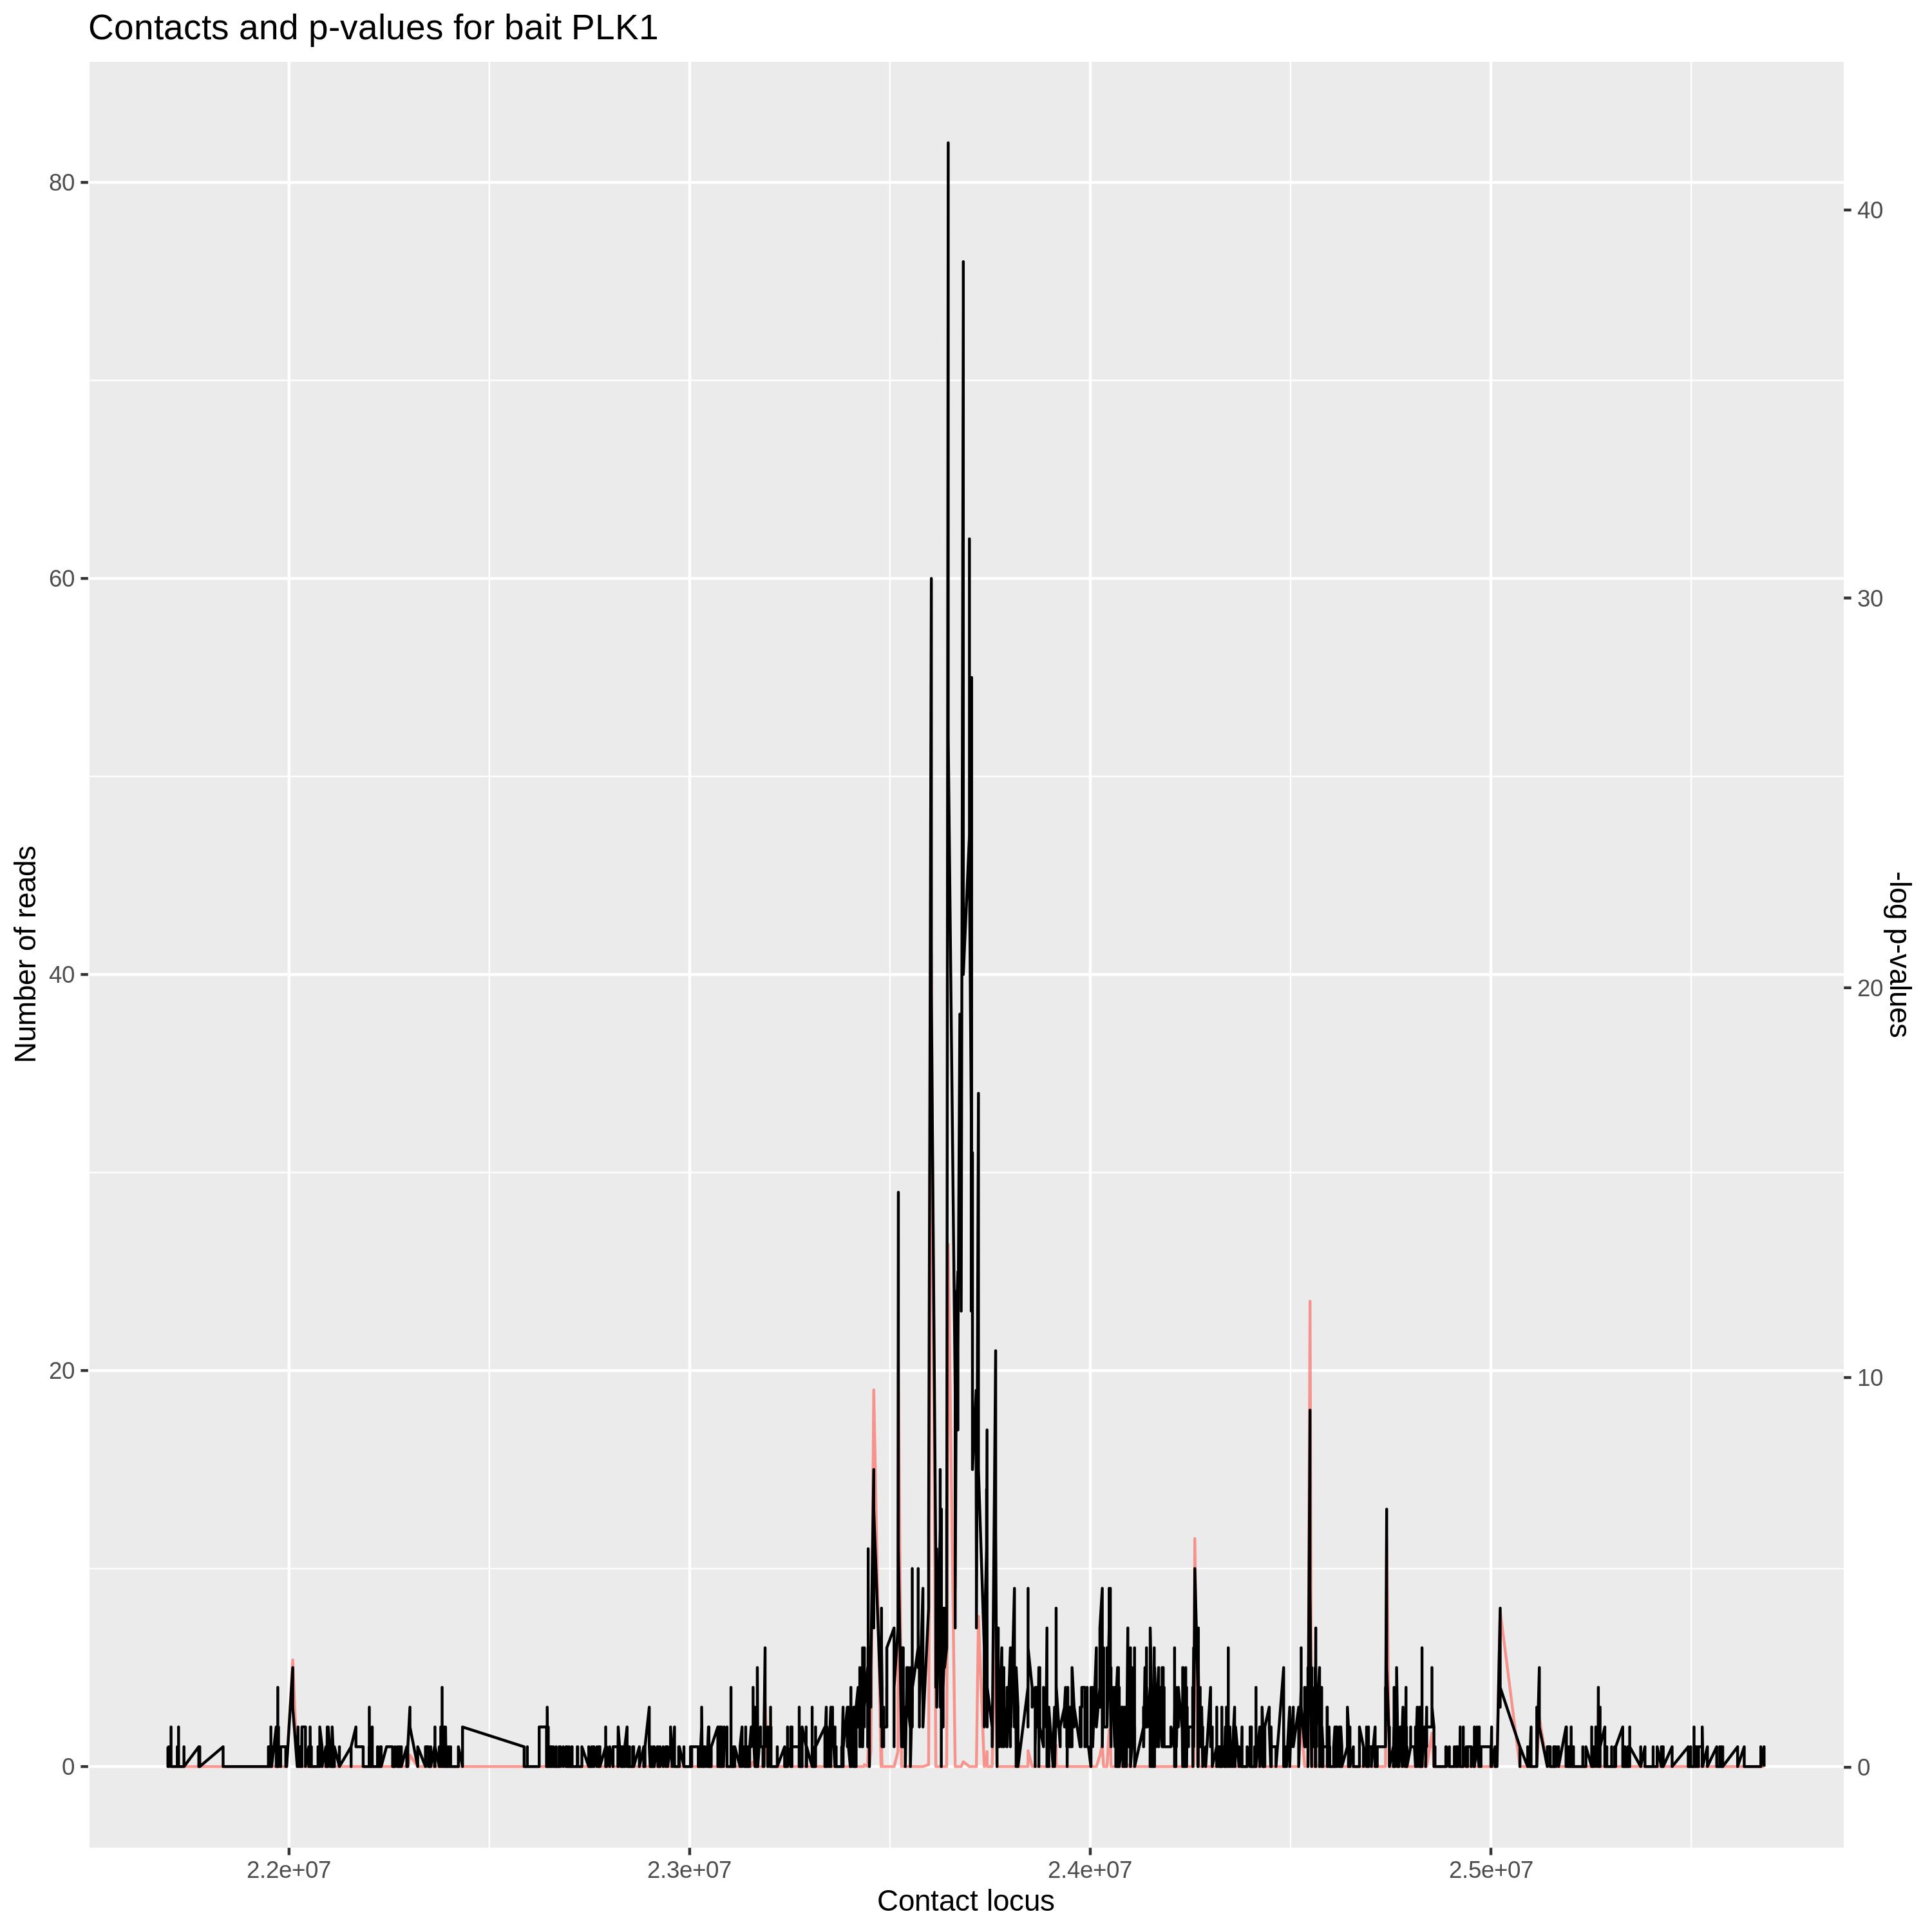 Contacts and p-values for bait PLK1
80
60
40
20
0
40
30
20
10
0
Number of reads
-log p-values
2.2e+07
2.3e+07
2.4e+07
2.5e+07
Contact locus